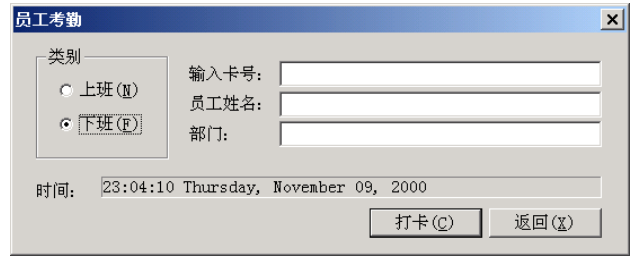 员工考勤
类别
上班(N)
下班(F)
输入卡号:
员工姓名:
部门:
时间: 23:04:10 Thursday, November 09, 2000
打卡(C) 返回(X)